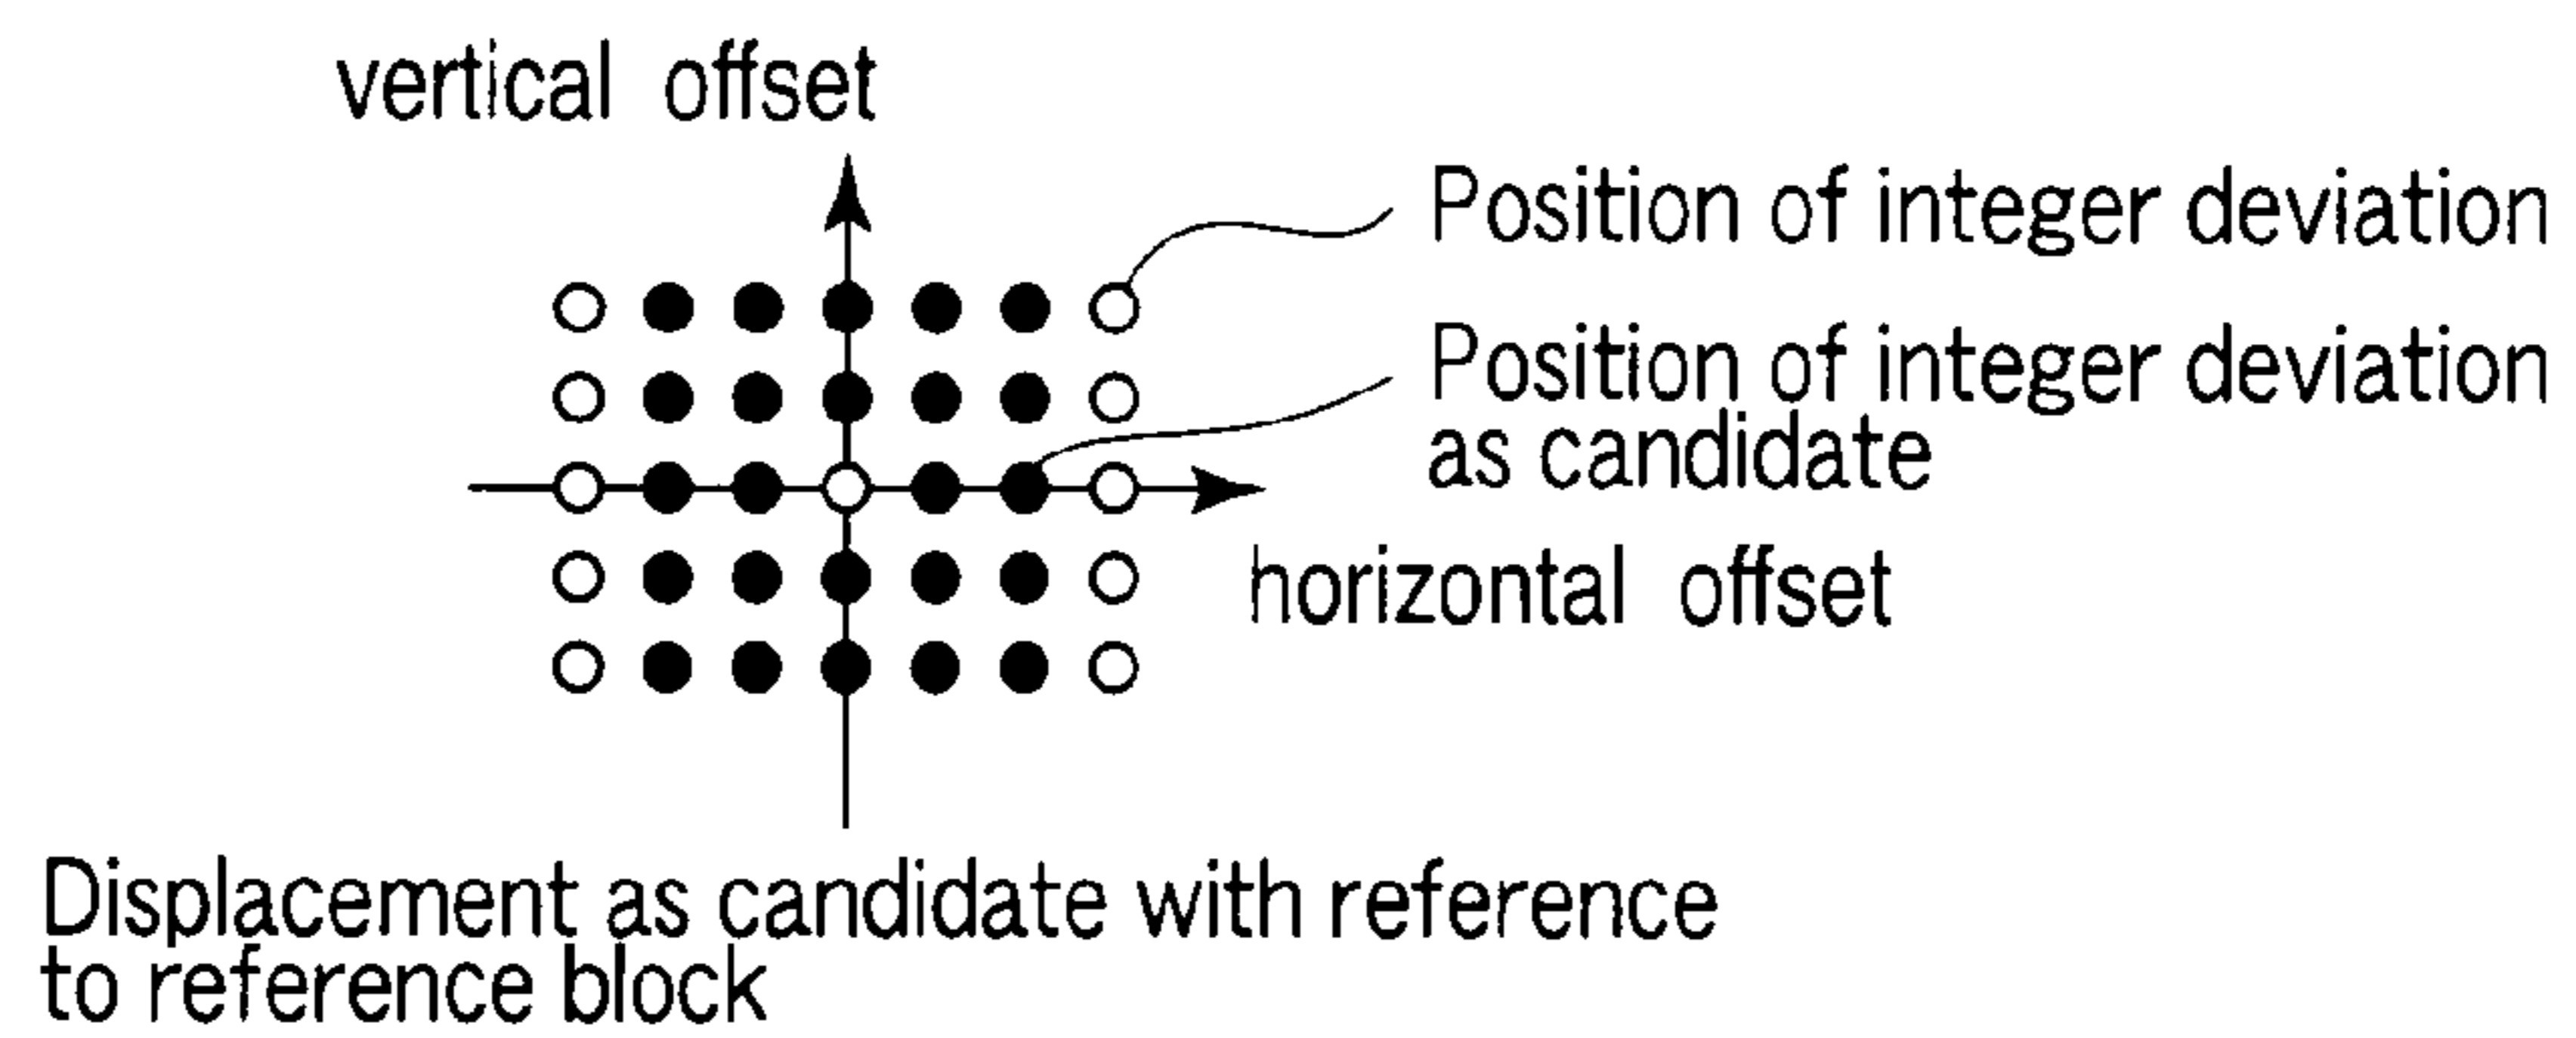 vertical offset
Position of integer deviation
Position of integer deviation
as candidate
horizontal offset
Displacement as candidate with reference
to reference block